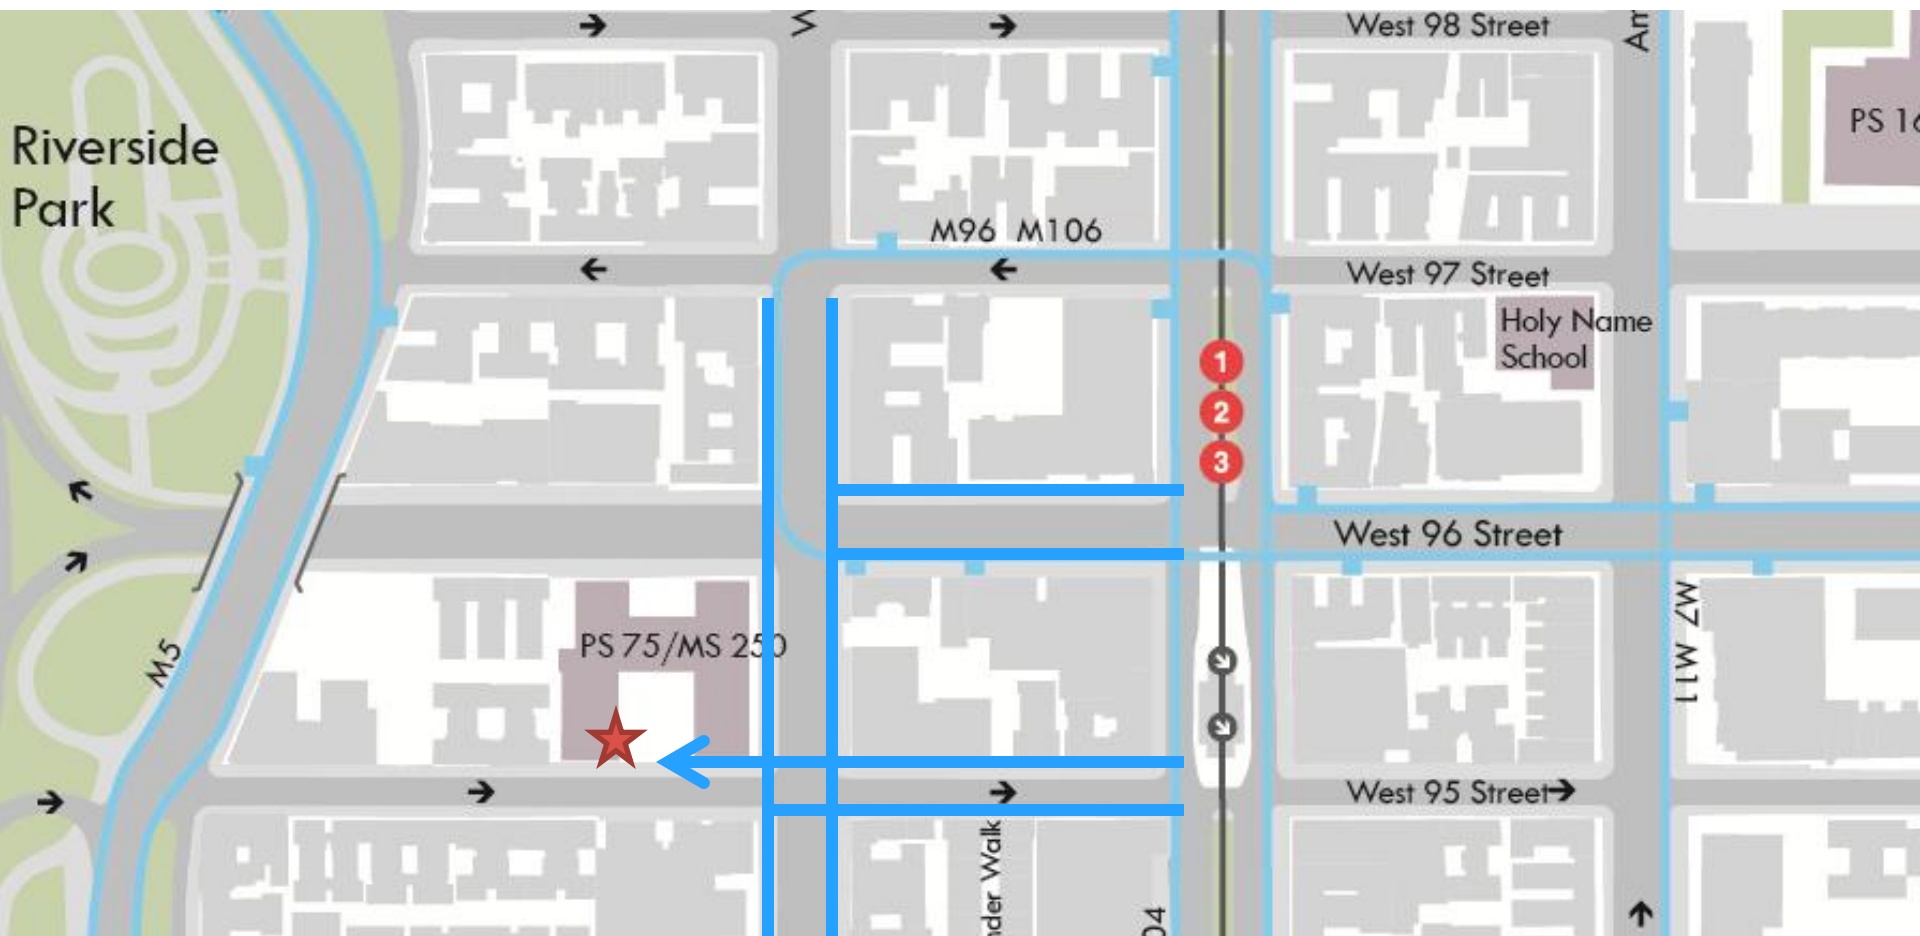 West 98 Street
Riverside
Park
PS 16
M96 M106
West 97 Street
Holy Name
School
1
2
3
West 96 Street
PS 75/MS 250
M5
M7 M11
West 95 Street